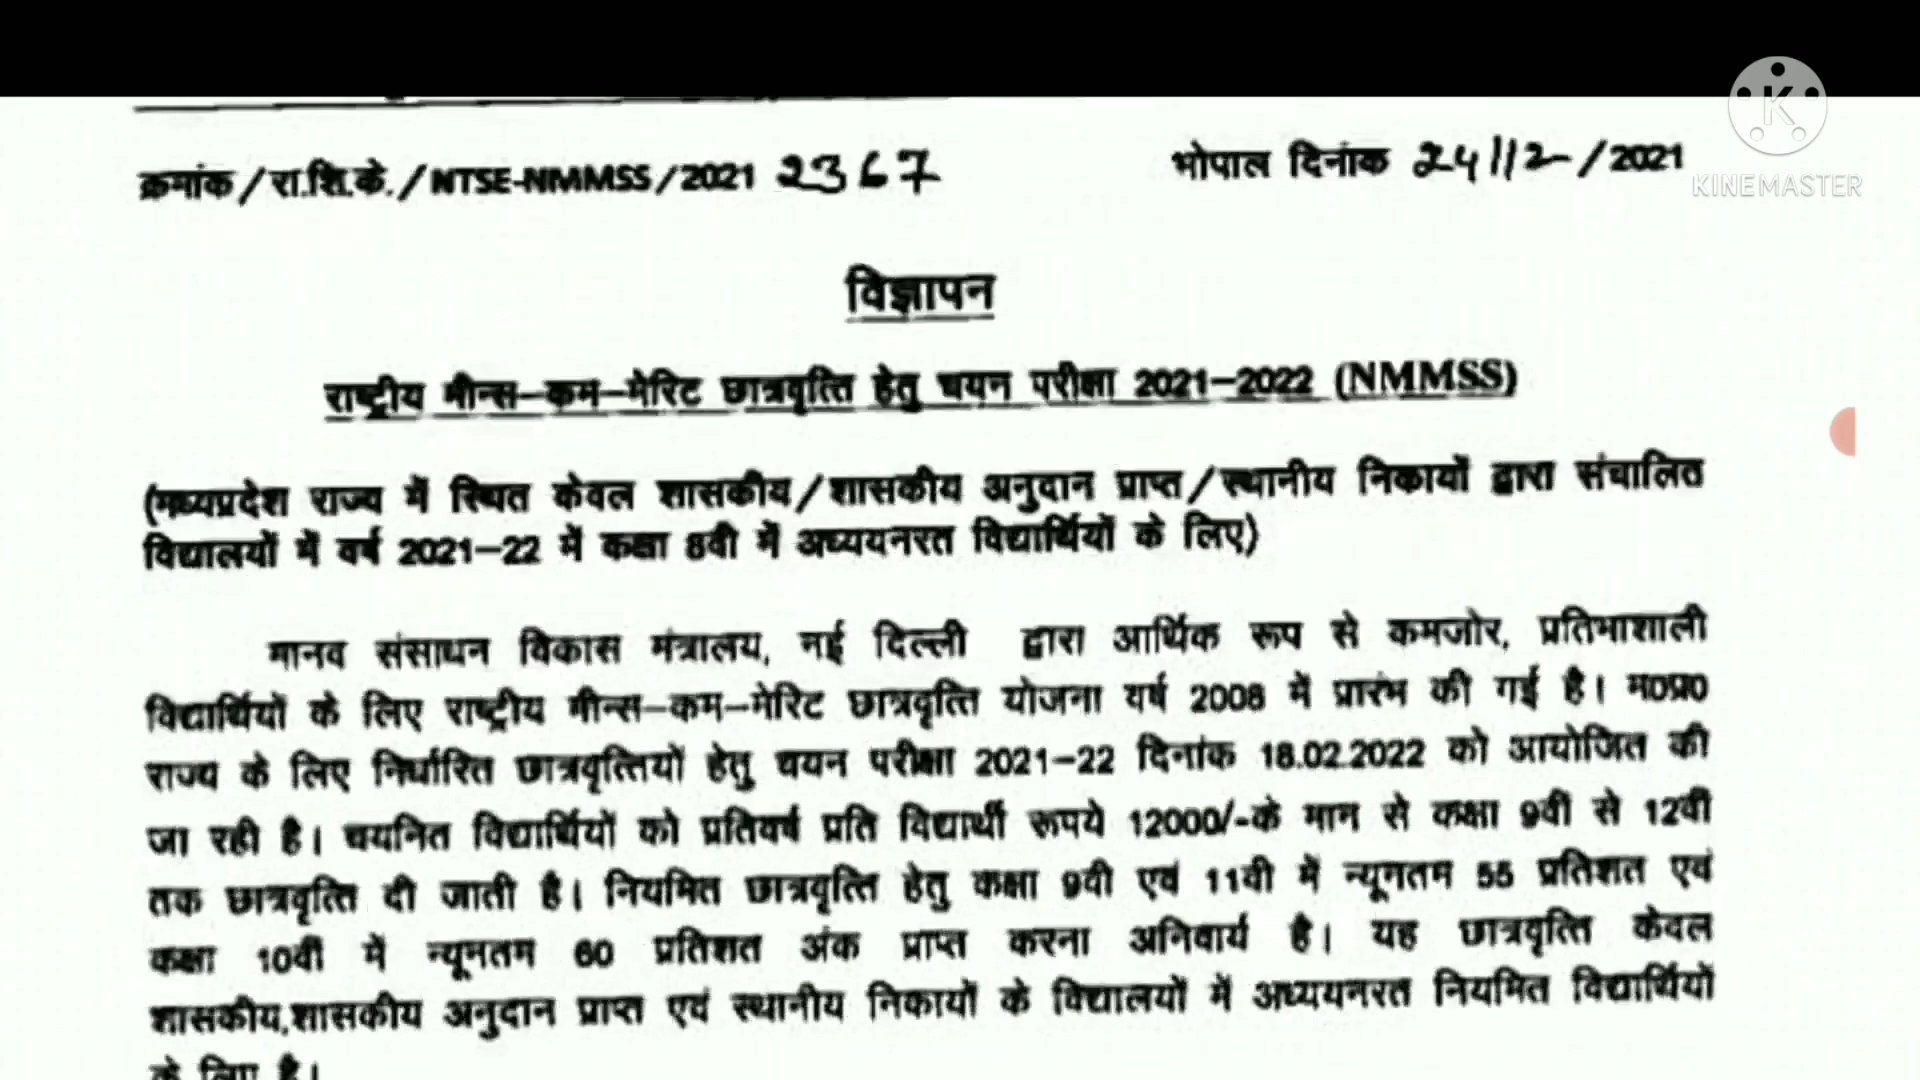 क्रमांक/रा.शि.के./NTSE-NMMSS/2021 2367 भोपाल दिनांक 24/12/2021
KINEMASTER
विज्ञापन
राष्ट्रीय मीन्स-कम-मेरिट छात्रवृत्ति हेतु चयन परीक्षा 2021-2022 (NMMSS)
(मध्यप्रदेश राज्य में स्थित केवल शासकीय/शासकीय अनुदान प्राप्त/स्थानीय निकायों द्वारा संचालित
विद्यालयों में वर्ष 2021-22 में कक्षा 8वी में अध्ययनरत विद्यार्थियों के लिए)
मानव संसाधन विकास मंत्रालय, नई दिल्ली द्वारा आर्थिक रूप से कमजोर, प्रतिभाशाली
विद्यार्थियों के लिए राष्ट्रीय मीन्स-कम-मेरिट छात्रवृत्ति योजना वर्ष 2008 में प्रारंभ की गई है। म0प्र0
राज्य के लिए निर्धारित छात्रवृत्तियों हेतु चयन परीक्षा 2021-22 दिनांक 18.02.2022 को आयोजित की
जा रही है। चयनित विद्यार्थियों को प्रतिवर्ष प्रति विद्यार्थी रूपये 12000/-के मान से कक्षा 9वी से 12वी
तक छात्रवृत्ति दी जाती है। नियमित छात्रवृत्ति हेतु कक्षा 9वी एवं 11वी में न्यूनतम 55 प्रतिशत एवं
कक्षा 10वी में न्यूनतम 60 प्रतिशत अंक प्राप्त करना अनिवार्य है। यह छात्रवृत्ति केवल
शासकीय,शासकीय अनुदान प्राप्त एवं स्थानीय निकायों के विद्यालयों में अध्ययनरत नियमित विद्यार्थियों
के लिए है।